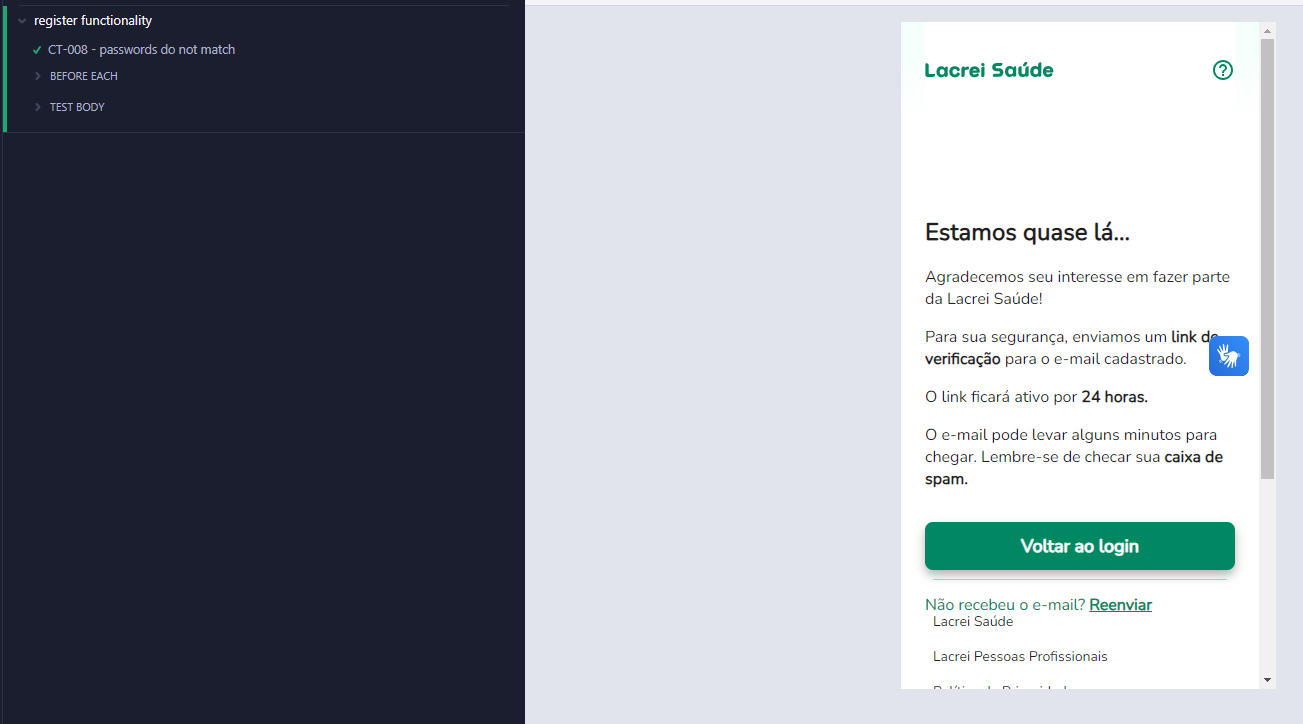 register functionality
CT-008 - passwords do not match
BEFORE EACH
TEST BODY
Lacrei Saúde
Estamos quase lá...
Agradecemos seu interesse em fazer parte
da Lacrei Saúde!
Para sua segurança, enviamos um link de
verificação para o e-mail cadastrado.
O link ficará ativo por 24 horas.
O e-mail pode levar alguns minutos para
chegar. Lembre-se de checar sua caixa de
spam.
Voltar ao login
Não recebeu o e-mail? Reenviar
Lacrei Saúde
Lacrei Pessoas Profissionais